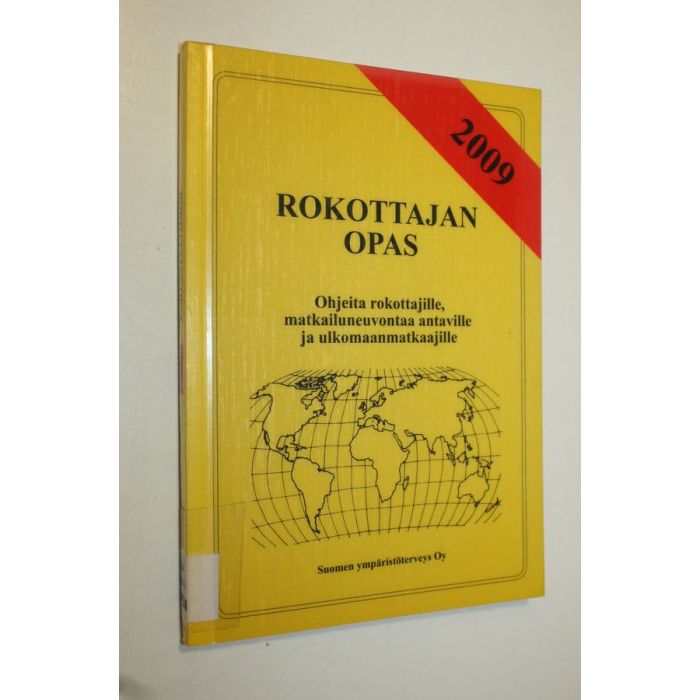 2009
ROKOTTAJAN
OPAS
Ohjeita rokottajille,
matkailuneuvontaa antaville
ja ulkomaanmatkaajille
Suomen ympäristöterveys Oy